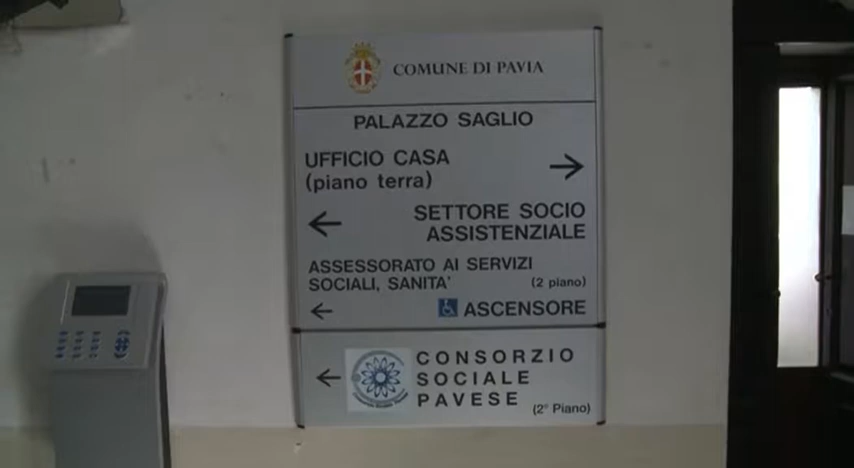 COMUNE DI PAVIA
PALAZZO SAGLIO
UFFICIO CASA
(piano terra)
SETTORE SOCIO
ASSISTENZIALE
ASSESSORATO AI SERVIZI
SOCIALI, SANITA' (2 piano)
ASCENSORE
CONSORZIO
SOCIALE
PAVESE (2° Piano)